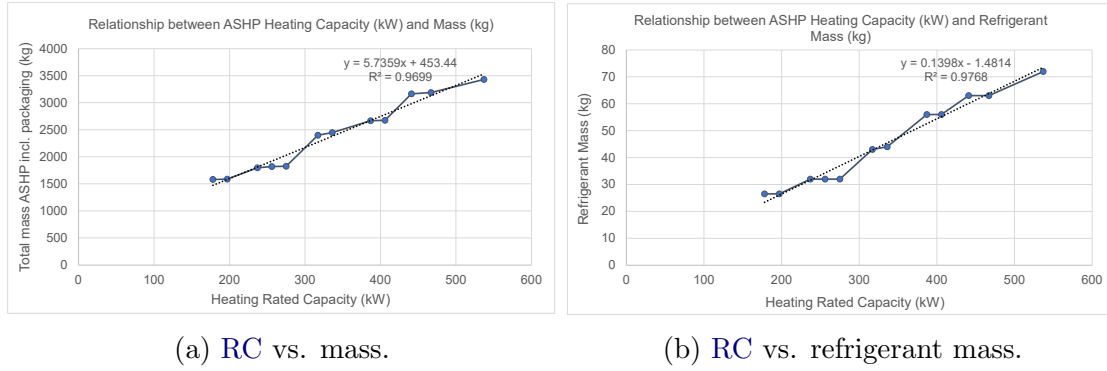 Relationship between ASHP Heating Capacity (kW) and Mass (kg)
Total mass ASHP incl. packaging (kg)
4000
3500
3000
2500
2000
1500
1000
500
0
y = 5.7359x + 453.44
R² = 0.9699
0 100 200 300 400 500 600
Heating Rated Capacity (kW)
(a) RC vs. mass.
Relationship between ASHP Heating Capacity (kW) and Refrigerant
Mass (kg)
Refrigerant Mass (kg)
80
70
60
50
40
30
20
10
0
y = 0.1398x - 1.4814
R² = 0.9768
0 100 200 300 400 500 600
Heating Rated Capacity (kW)
(b) RC vs. refrigerant mass.